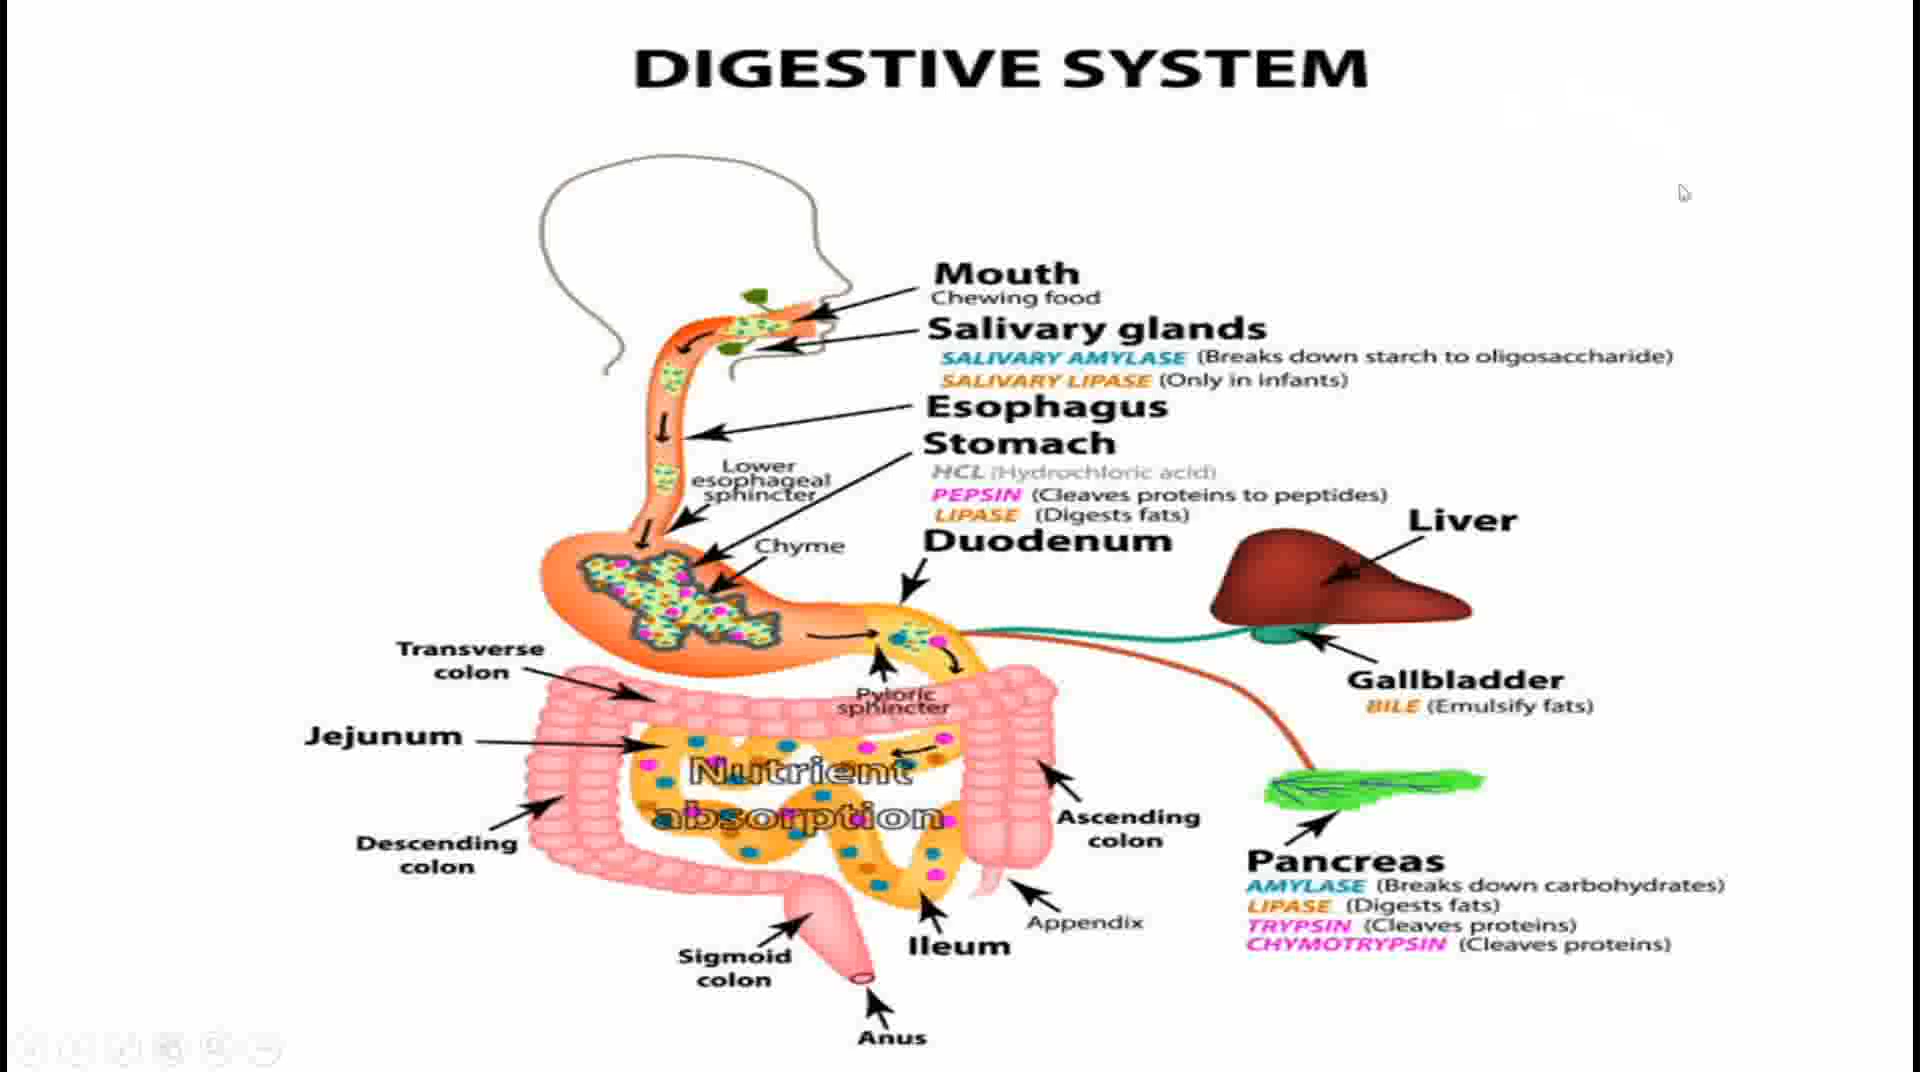 DIGESTIVE SYSTEM
Mouth
Chewing food
Salivary glands
SALIVARY AMYLASE (Breaks down starch to oligosaccharide)
SALIVARY LIPASE (Only in infants)
Esophagus
Stomach
HCL (Hydrochloric acid)
PEPSIN (Cleaves proteins to peptides)
LIPASE (Digests fats)
Duodenum
Lower
esophageal
sphincter
Chyme
Liver
Gallbladder
BILE (Emulsify fats)
Transverse
colon
Pyloric
sphincter
Jejunum
Nutrient
absorption
Descending
colon
Ascending
colon
Pancreas
AMYLASE (Breaks down carbohydrates)
LIPASE (Digests fats)
TRYPSIN (Cleaves proteins)
CHYMOTRYPSIN (Cleaves proteins)
Appendix
Ileum
Sigmoid
colon
Anus